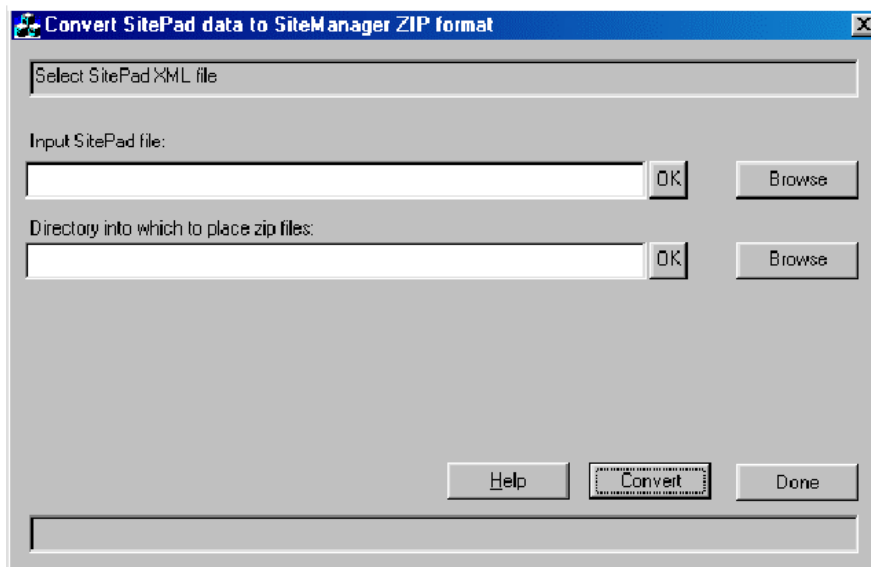 Convert SitePad data to SiteManager ZIP format
Select SitePad XML file
Input SitePad file:
OK Browse
Directory into which to place zip files:
OK Browse
Help Convert Done